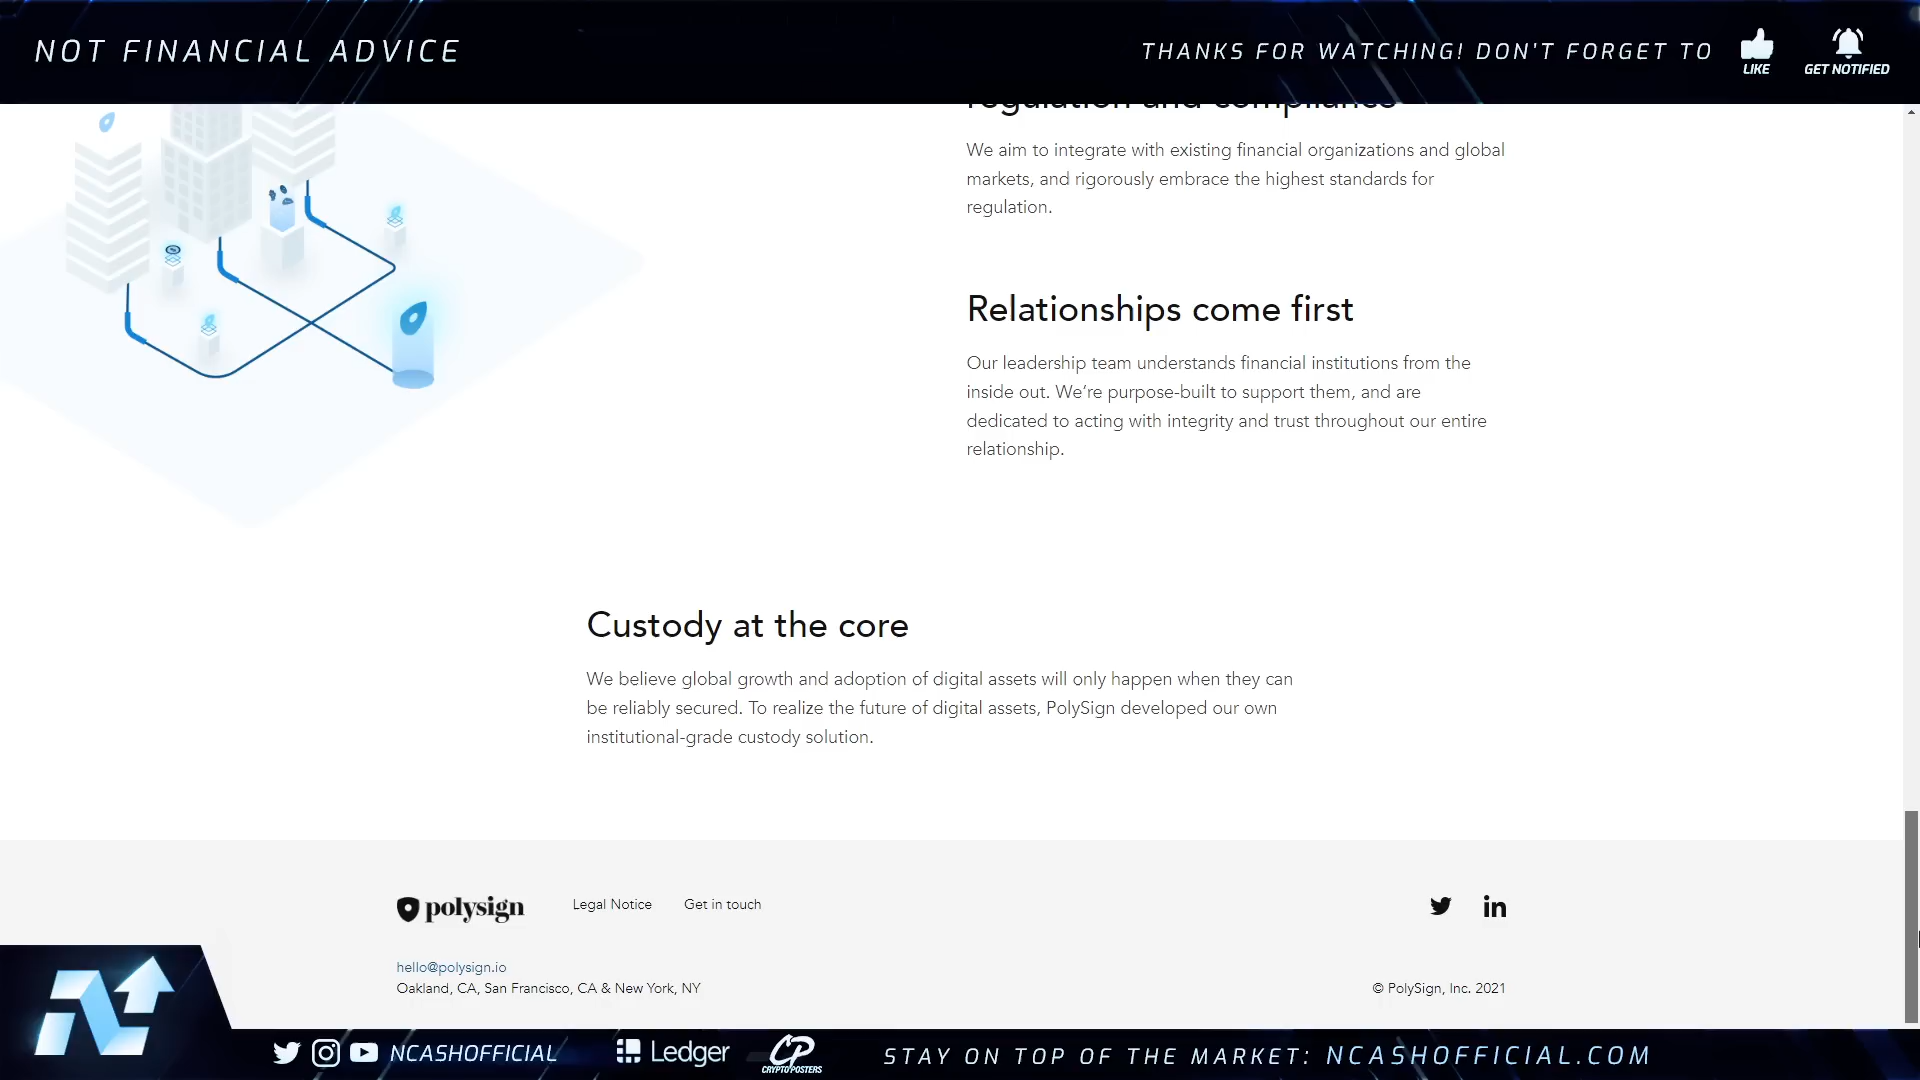 NOT FINANCIAL ADVICE
THANKS FOR WATCHING! DON'T FORGET TO
LIKE
GET NOTIFIED
regulation and compliance
We aim to integrate with existing financial organizations and global
markets, and rigorously embrace the highest standards for
regulation.
Relationships come first
Our leadership team understands financial institutions from the
inside out. We’re purpose-built to support them, and are
dedicated to acting with integrity and trust throughout our entire
relationship.
Custody at the core
We believe global growth and adoption of digital assets will only happen when they can
be reliably secured. To realize the future of digital assets, PolySign developed our own
institutional-grade custody solution.
polysign
Legal Notice
Get in touch
in
hello@polysign.io
Oakland, CA, San Francisco, CA & New York, NY
© PolySign, Inc. 2021
NCASHOFFICIAL
Ledger
CP
CRYPTOPOSTERS
STAY ON TOP OF THE MARKET: NCASHOFFICIAL.COM